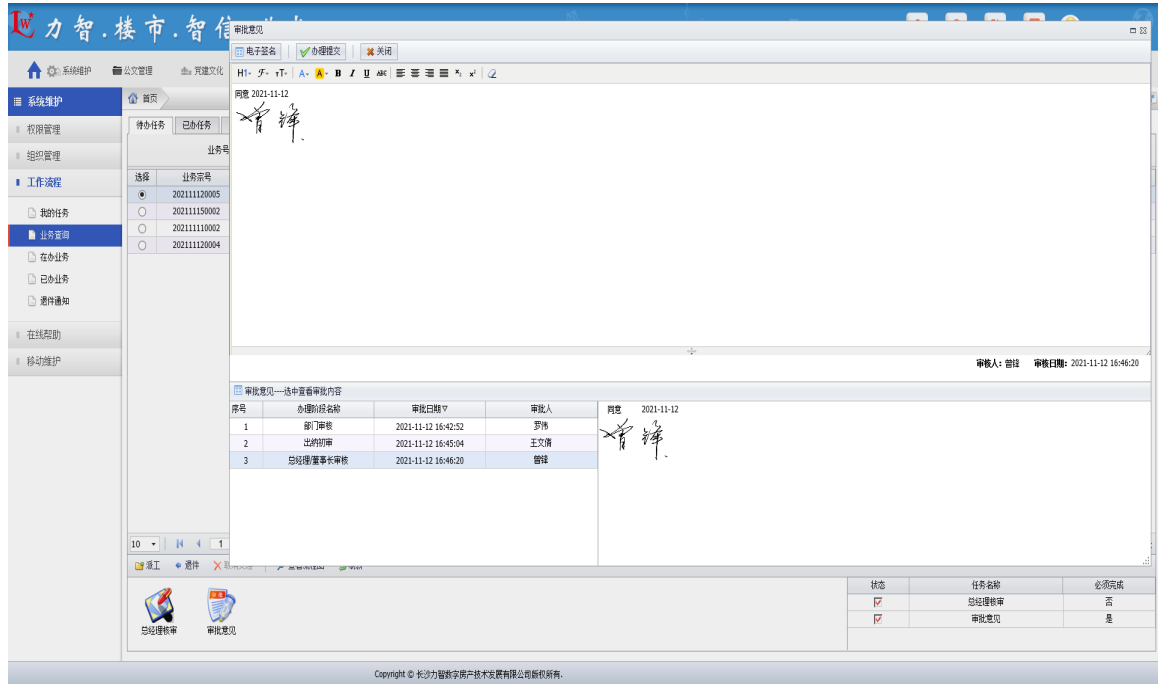 力智.楼市.智信
审批意见
电子签名 办理提交 关闭
系统维护 公文管理 党建文化
H1 T A A B I U ABC
系统维护 首页
同意 2021-11-12
曾锋
权限管理 待办任务 已办任务
组织管理 业务号
工作流程 选择 业务宗号
202111120005
我的任务 202111150002
业务查询 202111110002
在办业务 202111120004
已办业务
退件通知
在线帮助
移动维护
审核人: 曾锋 审核日期: 2021-11-12 16:46:20
审批意见----选中查看审批内容
序号 办理阶段名称 审批日期 审批人
1 部门审核 2021-11-12 16:42:52 罗伟
2 出纳初审 2021-11-12 16:45:04 王文倩
3 总经理/董事长审核 2021-11-12 16:46:20 曾锋
同意 2021-11-12
曾锋
10 1
派工 退件
状态 任务名称 必须完成
总经理核审 否
审批意见 是
总经理核审 审批意见
Copyright © 长沙力智数字房产技术发展有限公司版权所有.